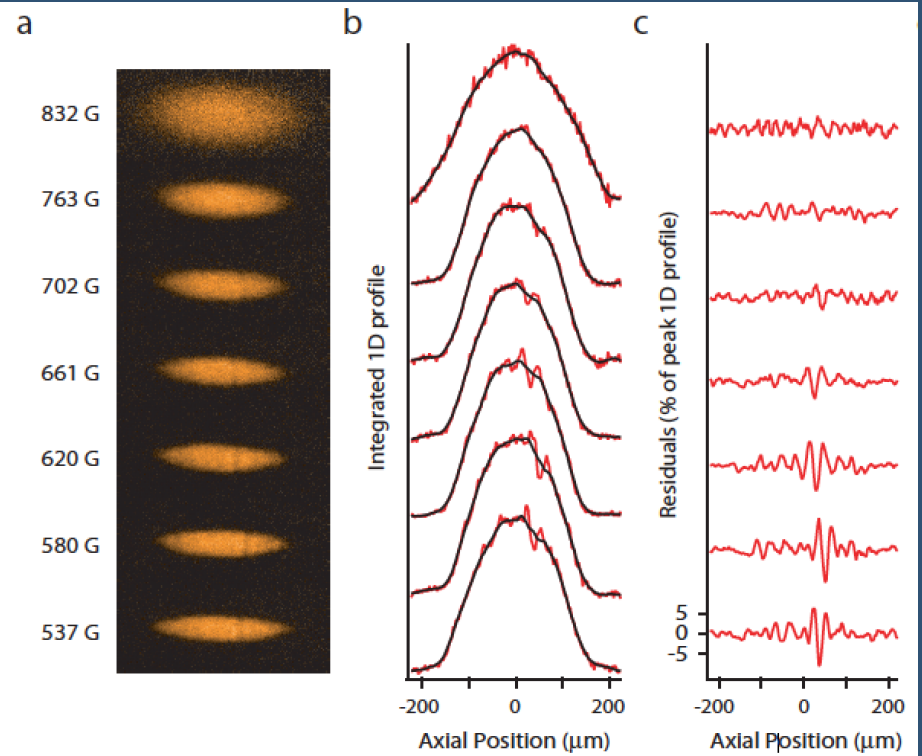 a
832 G
763 G
702 G
661 G
620 G
580 G
537 G
b
Integrated 1D profile
-200
0
200
Axial Position (μm)
c
Residuals (% of peak 1D profile)
5
0
-5
-200
0
200
Axial Position (μm)